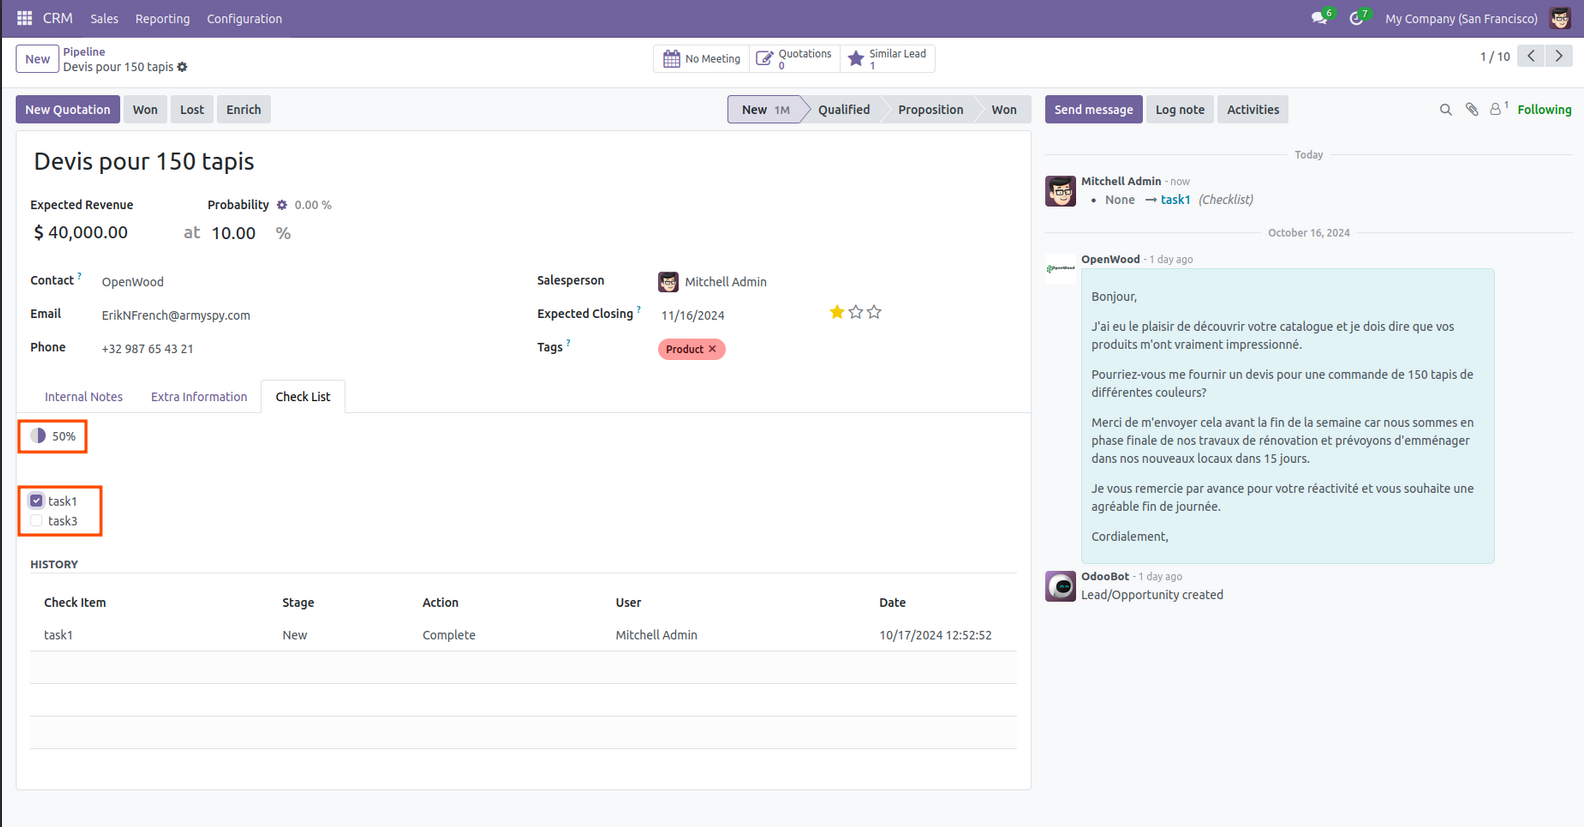 CRM Sales Reporting Configuration 6 7 My Company (San Francisco)
New Pipeline
Devis pour 150 tapis
No Meeting Quotations 0 Similar Lead 1
1 / 10
New Quotation Won Lost Enrich
New 1M Qualified Proposition Won
Send message Log note Activities 1 Following
Devis pour 150 tapis
Expected Revenue Probability 0.00 %
$ 40,000.00 at 10.00 %
Contact ? OpenWood
Email ErikNFrench@armyspy.com
Phone +32 987 65 43 21
Salesperson Mitchell Admin
Expected Closing ? 11/16/2024
Tags ? Product ×
Internal Notes Extra Information Check List
50%
task1
task3
HISTORY
Check Item Stage Action User Date
task1 New Complete Mitchell Admin 10/17/2024 12:52:52
Today
Mitchell Admin - now
• None → task1 (Checklist)
October 16, 2024
OpenWood
OpenWood - 1 day ago
Bonjour,
J'ai eu le plaisir de découvrir votre catalogue et je dois dire que vos
produits m'ont vraiment impressionné.
Pourriez-vous me fournir un devis pour une commande de 150 tapis de
différentes couleurs?
Merci de m'envoyer cela avant la fin de la semaine car nous sommes en
phase finale de nos travaux de rénovation et prévoyons d'emménager
dans nos nouveaux locaux dans 15 jours.
Je vous remercie par avance pour votre réactivité et vous souhaite une
agréable fin de journée.
Cordialement,
OdooBot - 1 day ago
Lead/Opportunity created